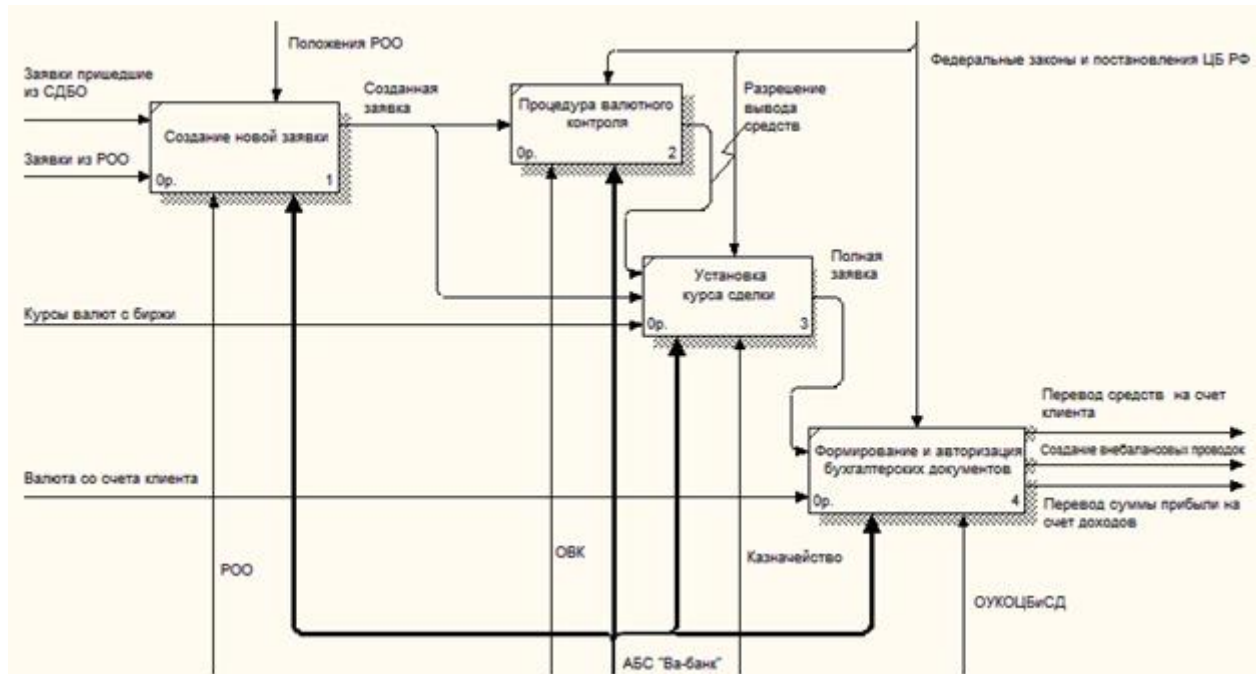 Положения РОО
Федеральные законы и постановления ЦБ РФ
Заявки пришедшие
из СДБО
Заявки из РОО
Создание новой заявки
0р.
1
Созданная
заявка
Процедура валютного
контроля
0р.
2
Разрешение
вывода
средств
Установка
курса сделки
0р.
3
Полная
заявка
Курсы валют с биржи
Валюта со счета клиента
Формирование и авторизация
бухгалтерских документов
0р.
4
Перевод средств на счет
клиента
Создание внебалансовых проводок
Перевод суммы прибыли на
счет доходов
РОО
ОВК
АБС "Ва-банк"
Казначейство
ОУКОЦБиСД